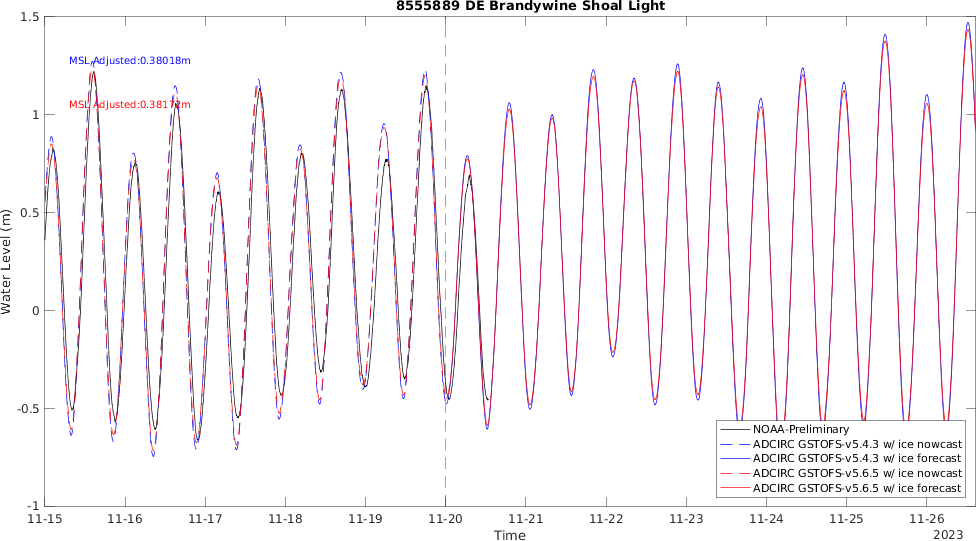 8555889 DE Brandywine Shoal Light
1.5
1
0.5
0
-0.5
-1
Water Level (m)
MSL Adjusted:0.38018m
MSL Adjusted:0.38177m
NOAA-Preliminary
ADCIRC GSTOFS-v5.4.3 w/ ice nowcast
ADCIRC GSTOFS-v5.4.3 w/ ice forecast
ADCIRC GSTOFS-v5.6.5 w/ ice nowcast
ADCIRC GSTOFS-v5.6.5 w/ ice forecast
11-15 11-16 11-17 11-18 11-19 11-20 11-21 11-22 11-23 11-24 11-25 11-26
2023
Time